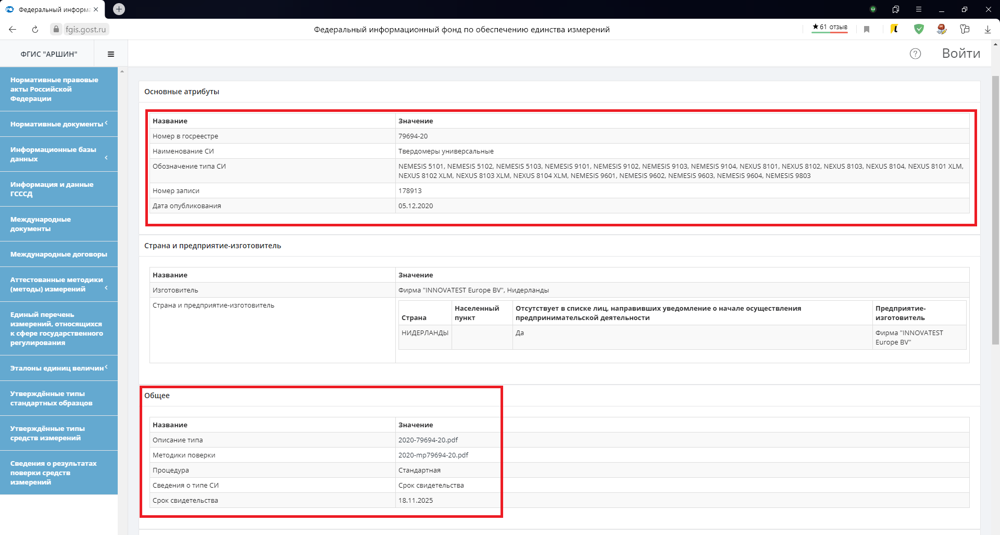 Федеральный информа
fgis.gost.ru
Федеральный информационный фонд по обеспечению единства измерений
★61 отзыв
ФГИС "АРШИН"
Войти
Нормативные правовые
акты Российской
Федерации
Нормативные документы
Информационные базы
данных
Информация и данные
ГСССД
Международные
документы
Международные договоры
Аттестованные методики
(методы) измерений
Единый перечень
измерений, относящихся
к сфере государственного
регулирования
Эталоны единиц величин
Утверждённые типы
стандартных образцов
Утверждённые типы
средств измерений
Сведения о результатах
поверки средств
измерений
Основные атрибуты
Название Значение
Номер в госреестре 79694-20
Наименование СИ Твердомеры универсальные
Обозначение типа СИ NEMESIS 5101, NEMESIS 5102, NEMESIS 5103, NEMESIS 9101, NEMESIS 9102, NEMESIS 9103, NEMESIS 9104, NEXUS 8101, NEXUS 8102, NEXUS 8103, NEXUS 8104, NEXUS 8101 XLM,
NEXUS 8102 XLM, NEXUS 8103 XLM, NEXUS 8104 XLM, NEMESIS 9601, NEMESIS 9602, NEMESIS 9603, NEMESIS 9604, NEMESIS 9803
Номер записи 178913
Дата опубликования 05.12.2020
Страна и предприятие-изготовитель
Название Значение
Изготовитель Фирма "INNOVATEST Europe BV", Нидерланды
Страна и предприятие-изготовитель
Страна Населенный пункт Отсутствует в списке лиц, направивших уведомление о начале осуществления предпринимательской деятельности Предприятие-изготовитель
НИДЕРЛАНДЫ Да Фирма "INNOVATEST
Europe BV"
Общее
Название Значение
Описание типа 2020-79694-20.pdf
Методики поверки 2020-mp79694-20.pdf
Процедура Стандартная
Сведения о типе СИ Срок свидетельства
Срок свидетельства 18.11.2025